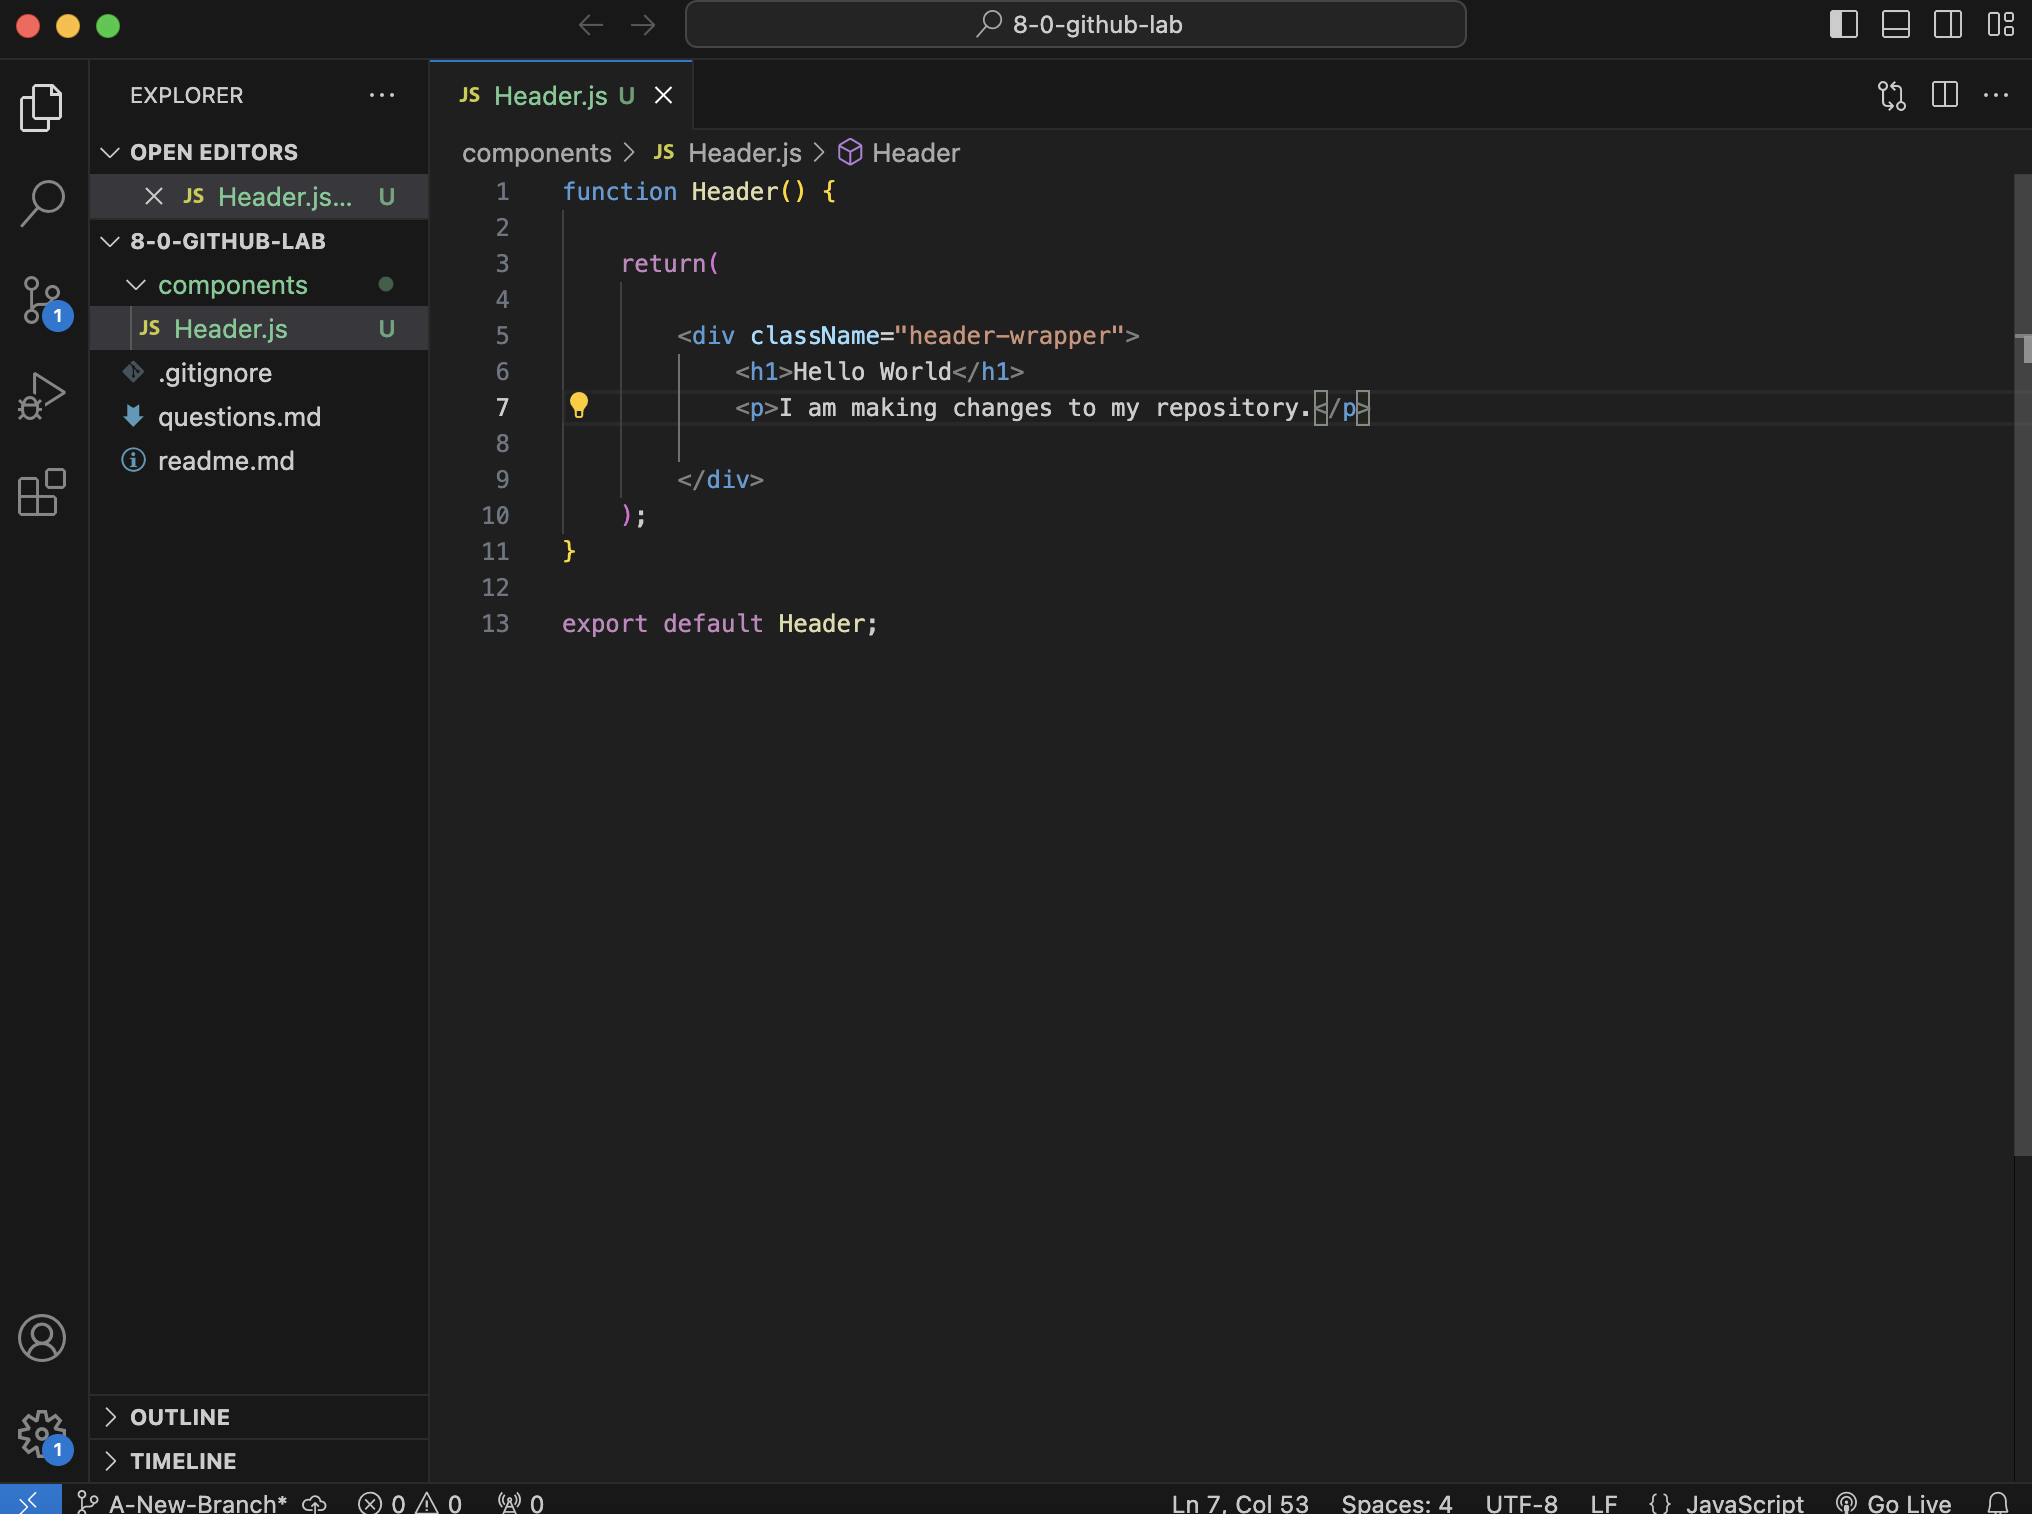 8-0-github-lab
EXPLORER
JS Header.js U
OPEN EDITORS
JS Header.js... U
8-0-GITHUB-LAB
components
JS Header.js U
.gitignore
questions.md
readme.md
components > JS Header.js > Header
1 function Header() {
2
3 return(
4
5 <div className="header-wrapper">
6 <h1>Hello World</h1>
7 <p>I am making changes to my repository.</p>
8
9 </div>
10 );
11 }
12
13 export default Header;
1
1
OUTLINE
TIMELINE
A-New-Branch* 0 0 0 Ln 7, Col 53 Spaces: 4 UTF-8 LF {} JavaScript Go Live